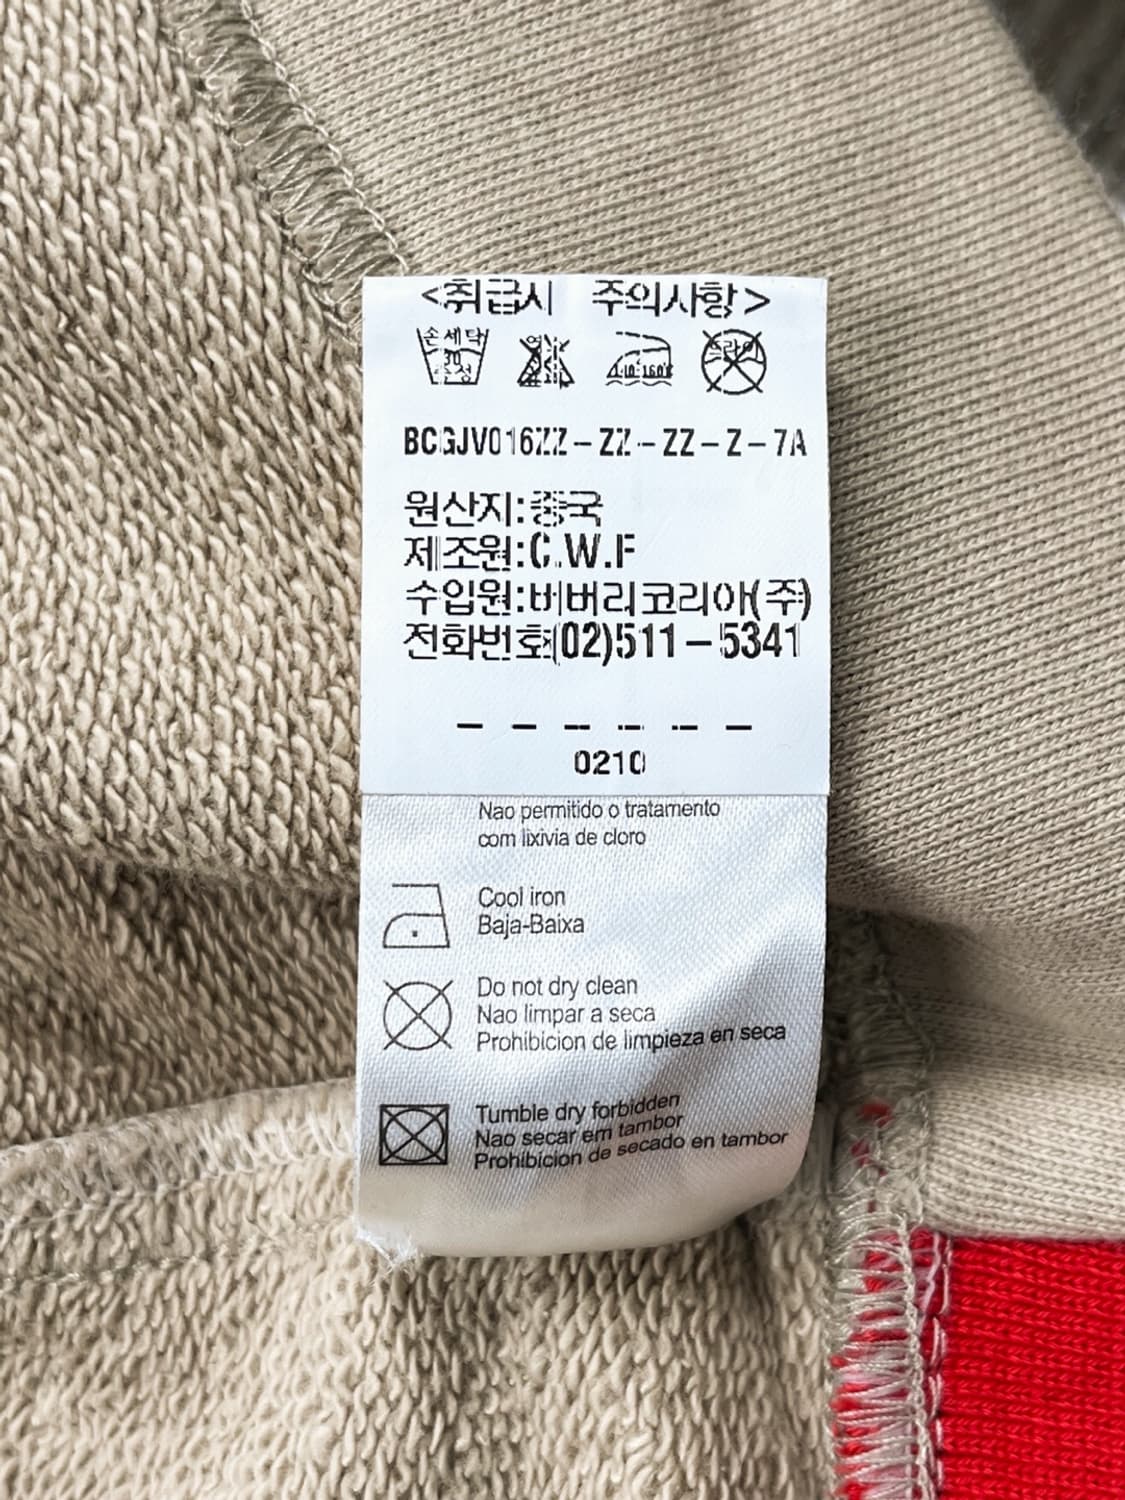 <취급시 주의사항>
손세탁
30
중성
BCGJV016ZZ-ZZ-ZZ-Z-7A
원산지:중국
제조원:C.W.F
수입원:버버리코리아(주)
전화번호:(02)511-5341
------
0210
Nao permitido o tratamento
com lixivia de cloro
Cool iron
Baja-Baixa
Do not dry clean
Nao limpar a seca
Prohibicion de limpieza en seca
Tumble dry forbidden
Nao secar em tambor
Prohibicion de secado en tambor